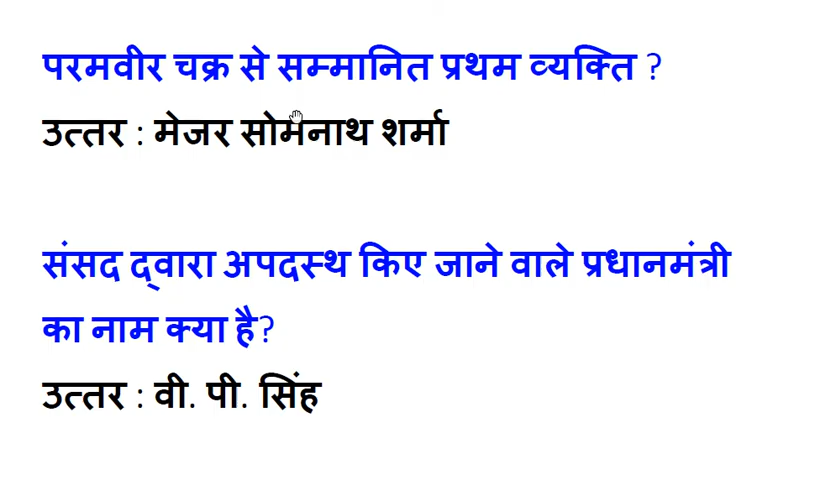 परमवीर चक्र से सम्मानित प्रथम व्यक्ति ?
उत्तर : मेजर सोमनाथ शर्मा
संसद द्वारा अपदस्थ किए जाने वाले प्रधानमंत्री
का नाम क्या है?
उत्तर : वी. पी. सिंह